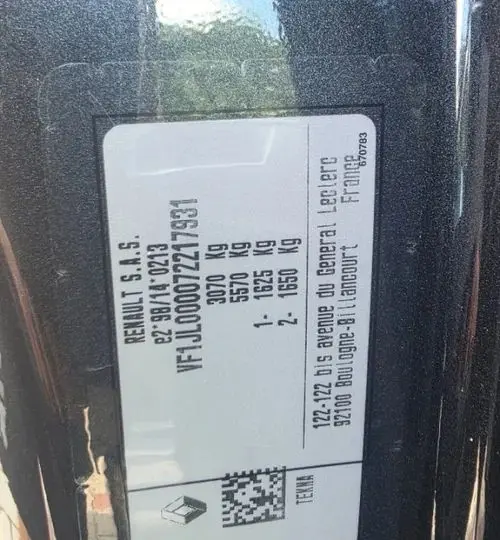 RENAULT S.A.S.
e2*98/14*0213
VF1JL000072217931
3070 Kg
5570 Kg
1- 1625 Kg
2- 1650 Kg
122-122 bis avenue du General Leclerc
92100 Boulogne-Billancourt France
670783
TEKNA